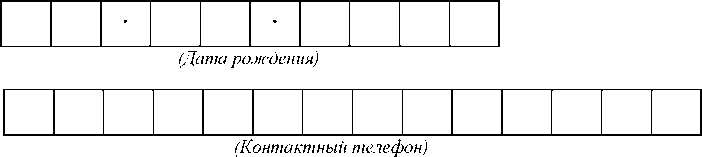 . .
(Дата рождения)
(Контактный телефон)